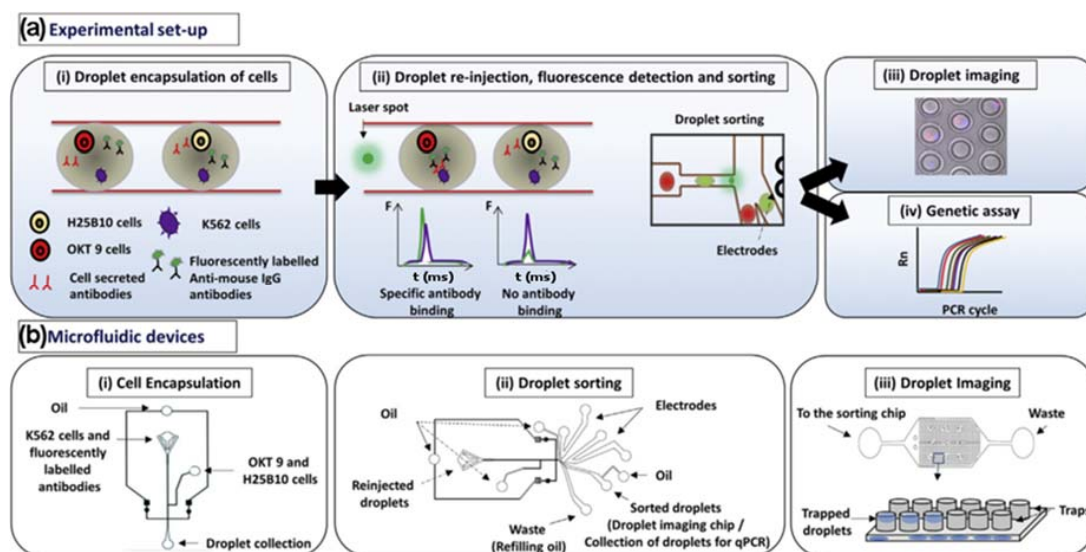 (a) Experimental set-up
(i) Droplet encapsulation of cells
H25B10 cells
K562 cells
OKT 9 cells
Fluorescently labelled
Anti-mouse IgG
antibodies
Cell secreted
antibodies
(ii) Droplet re-injection, fluorescence detection and sorting
Laser spot
Droplet sorting
F
F
t (ms)
t (ms)
Specific antibody
binding
No antibody
binding
Electrodes
(iii) Droplet imaging
(iv) Genetic assay
Rn
PCR cycle
(b) Microfluidic devices
(i) Cell Encapsulation
Oil
K562 cells and
fluorescently
labelled
antibodies
OKT 9 and
H25B10 cells
Droplet collection
(ii) Droplet sorting
Oil
Electrodes
Reinjected
droplets
Oil
Sorted droplets
(Droplet imaging chip /
Collection of droplets for qPCR)
Waste
(Refilling oil)
(iii) Droplet Imaging
To the sorting chip
Waste
Trapped
droplets
Traps